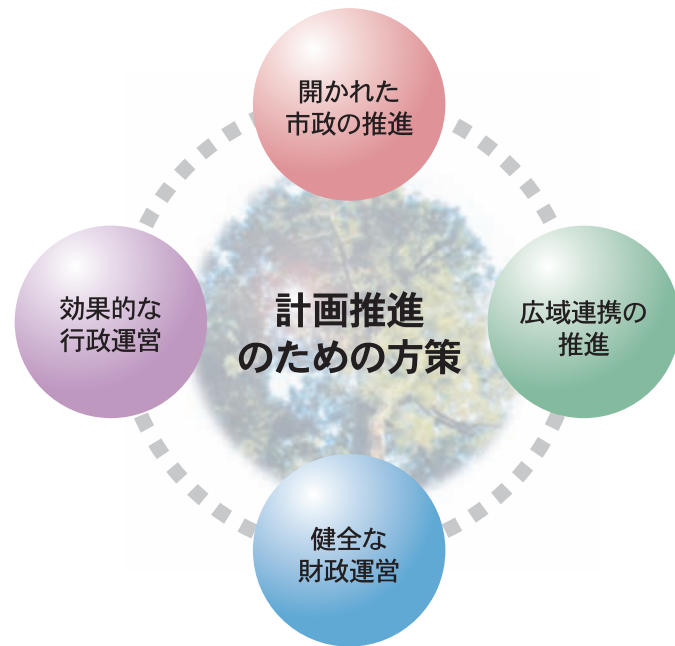 開かれた
市政の推進
効果的な
行政運営
計画推進
のための方策
広域連携の
推進
健全な
財政運営